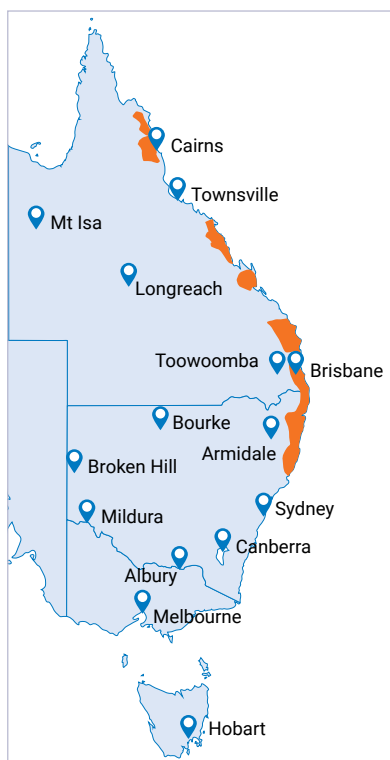 Cairns
Townsville
Mt Isa
Longreach
Toowoomba
Brisbane
Bourke
Armidale
Broken Hill
Sydney
Mildura
Canberra
Albury
Melbourne
Hobart